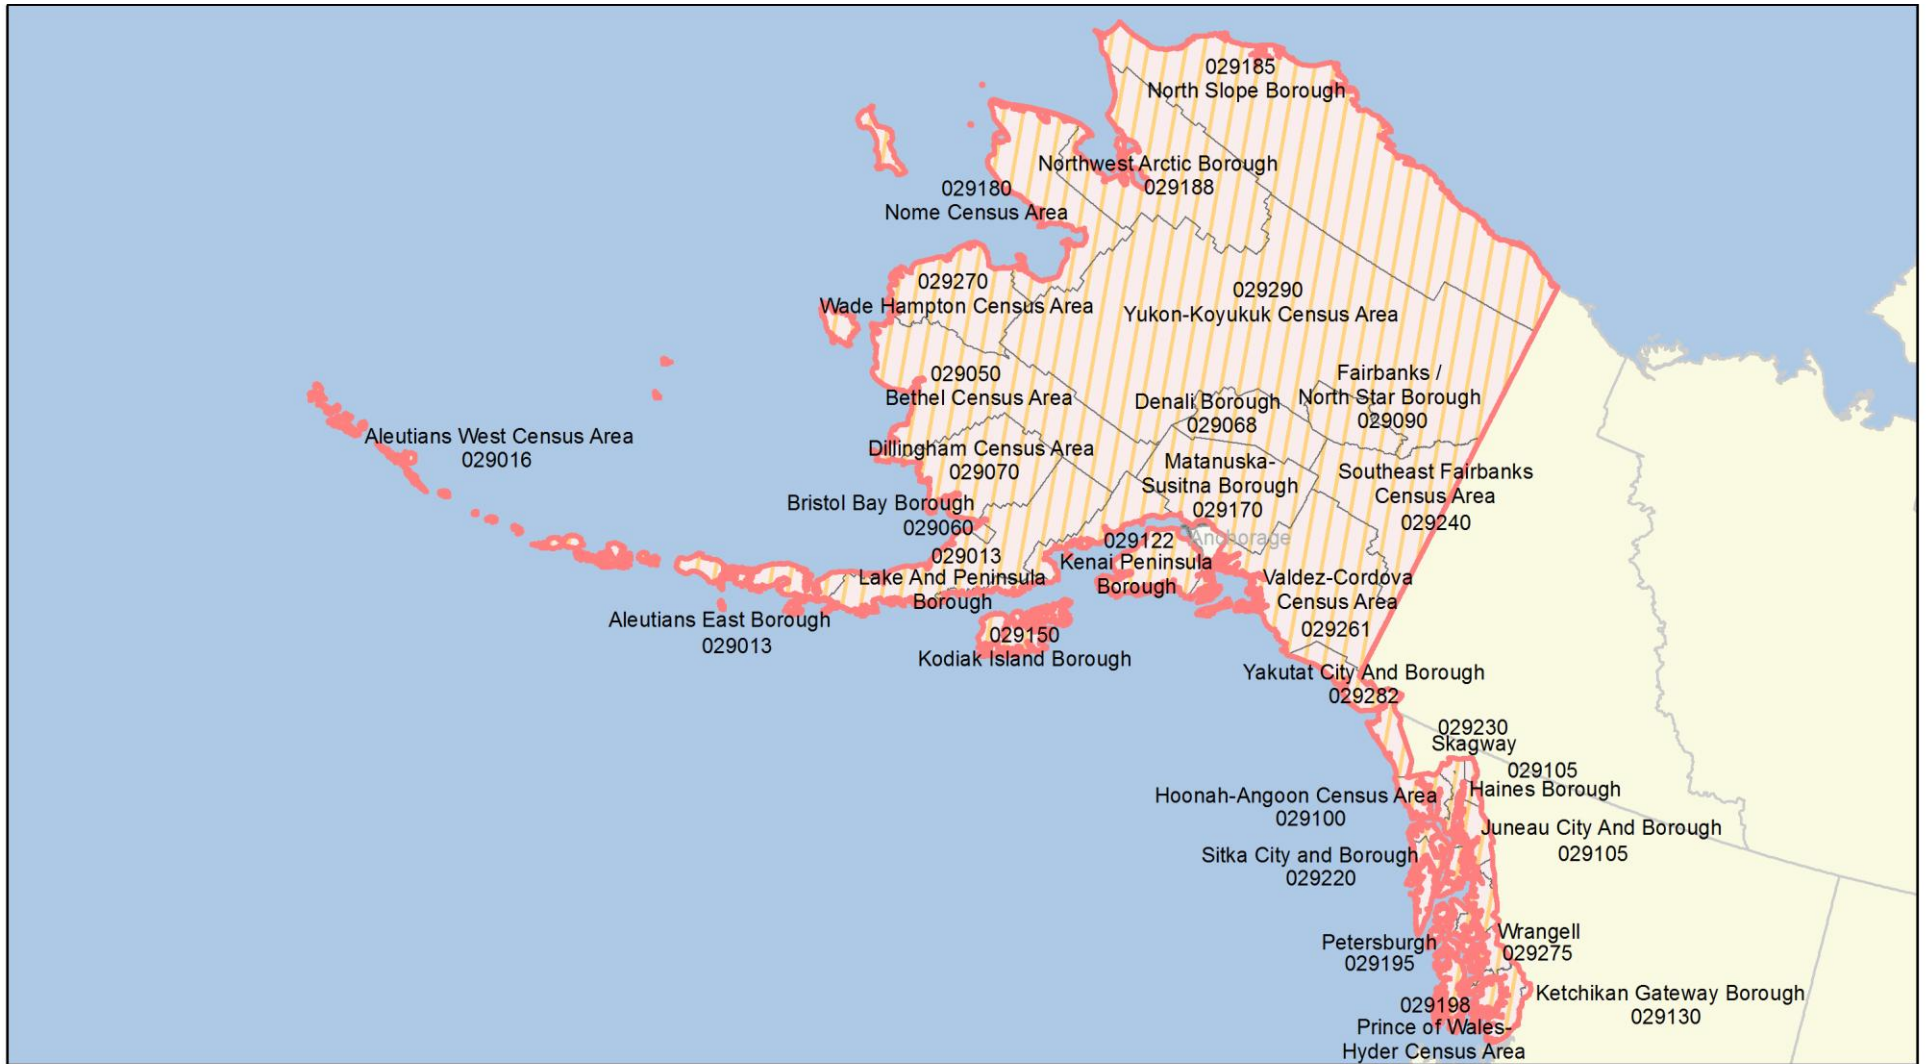 029185
North Slope Borough
Northwest Arctic Borough
029188
029180
Nome Census Area
029270
Wade Hampton Census Area
029290
Yukon-Koyukuk Census Area
029050
Bethel Census Area
Fairbanks /
North Star Borough
029090
Denali Borough
029068
Aleutians West Census Area
029016
Dillingham Census Area
029070
Matanuska-
Susitna Borough
029170
Southeast Fairbanks
Census Area
029240
Bristol Bay Borough
029060
029122
Kenai Peninsula
Borough
Anchorage
029013
Lake And Peninsula
Borough
Valdez-Cordova
Census Area
029261
Aleutians East Borough
029013
029150
Kodiak Island Borough
Yakutat City And Borough
029282
029230
Skagway
029105
Haines Borough
Hoonah-Angoon Census Area
029100
Juneau City And Borough
029105
Sitka City and Borough
029220
Petersburgh
029195
Wrangell
029275
Ketchikan Gateway Borough
029130
029198
Prince of Wales-
Hyder Census Area